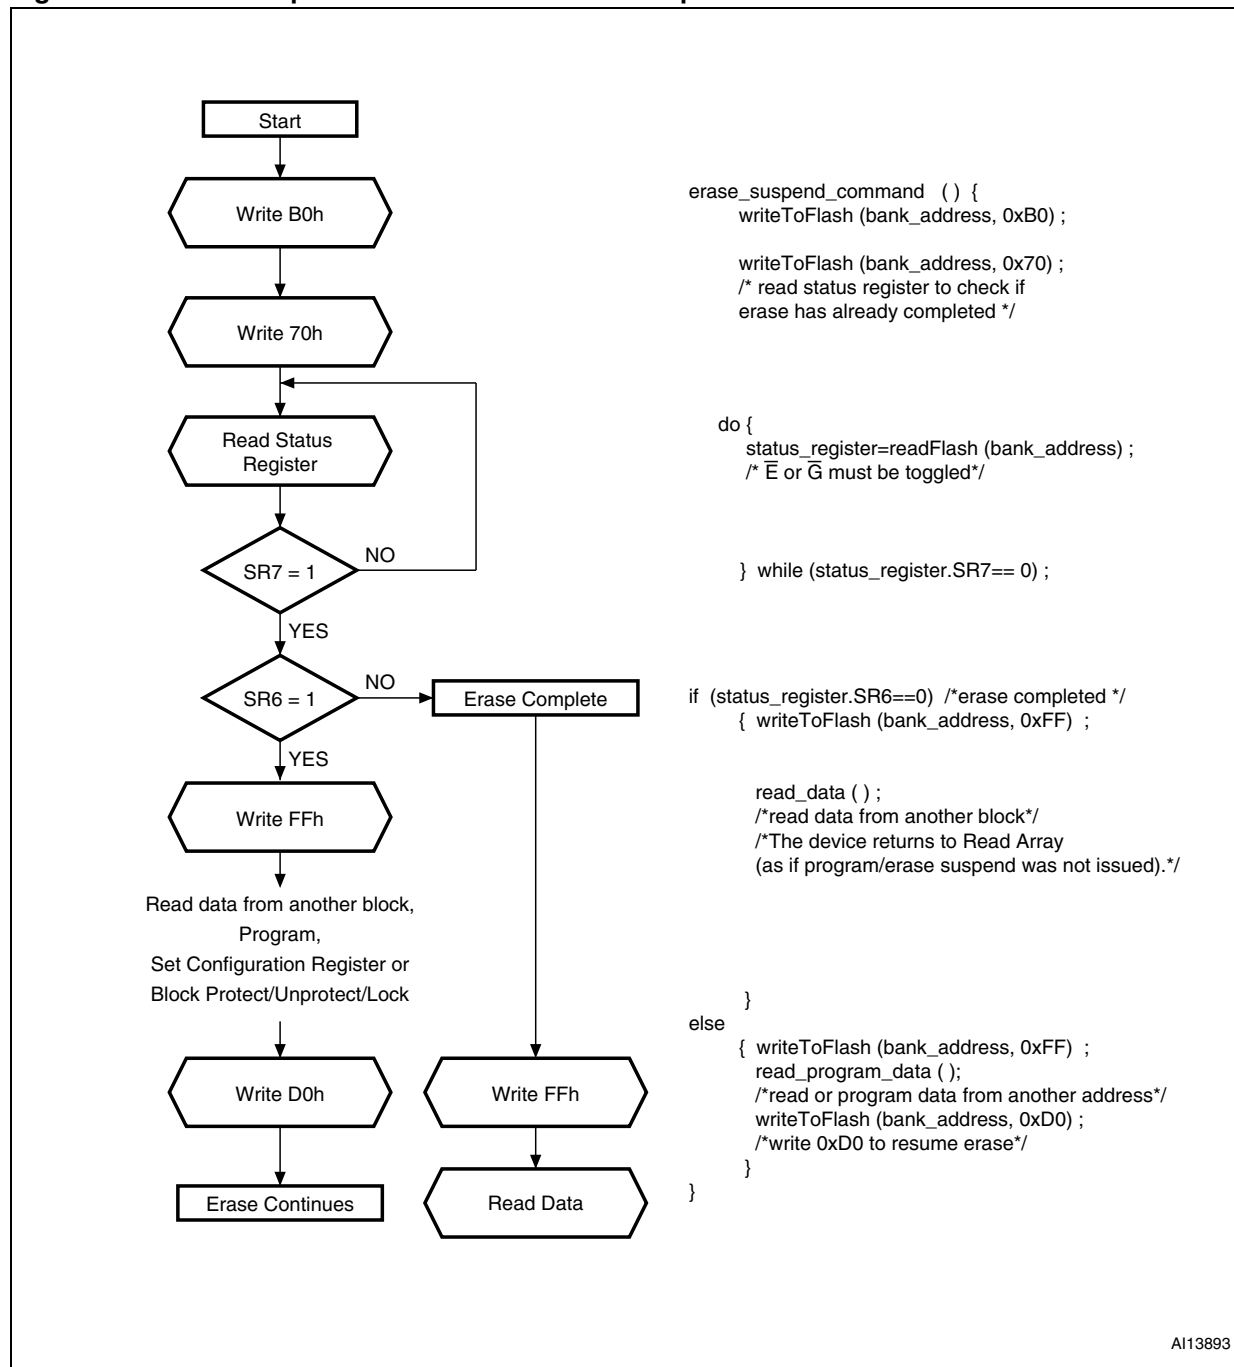 Start
Write B0h
Write 70h
Read Status
Register
NO
SR7 = 1
YES
NO
SR6 = 1
Erase Complete
YES
Write FFh
Read data from another block,
Program,
Set Configuration Register or
Block Protect/Unprotect/Lock
Write D0h
Write FFh
Erase Continues
Read Data
erase_suspend_command ( ) {
writeToFlash (bank_address, 0xB0) ;
writeToFlash (bank_address, 0x70) ;
/* read status register to check if
erase has already completed */
do {
status_register=readFlash (bank_address) ;
/* E̅ or G̅ must be toggled*/
} while (status_register.SR7== 0) ;
if (status_register.SR6==0) /*erase completed */
{ writeToFlash (bank_address, 0xFF) ;
read_data ( ) ;
/*read data from another block*/
/*The device returns to Read Array
(as if program/erase suspend was not issued).*/
}
else
{ writeToFlash (bank_address, 0xFF) ;
read_program_data ( );
/*read or program data from another address*/
writeToFlash (bank_address, 0xD0) ;
/*write 0xD0 to resume erase*/
}
}
AI13893